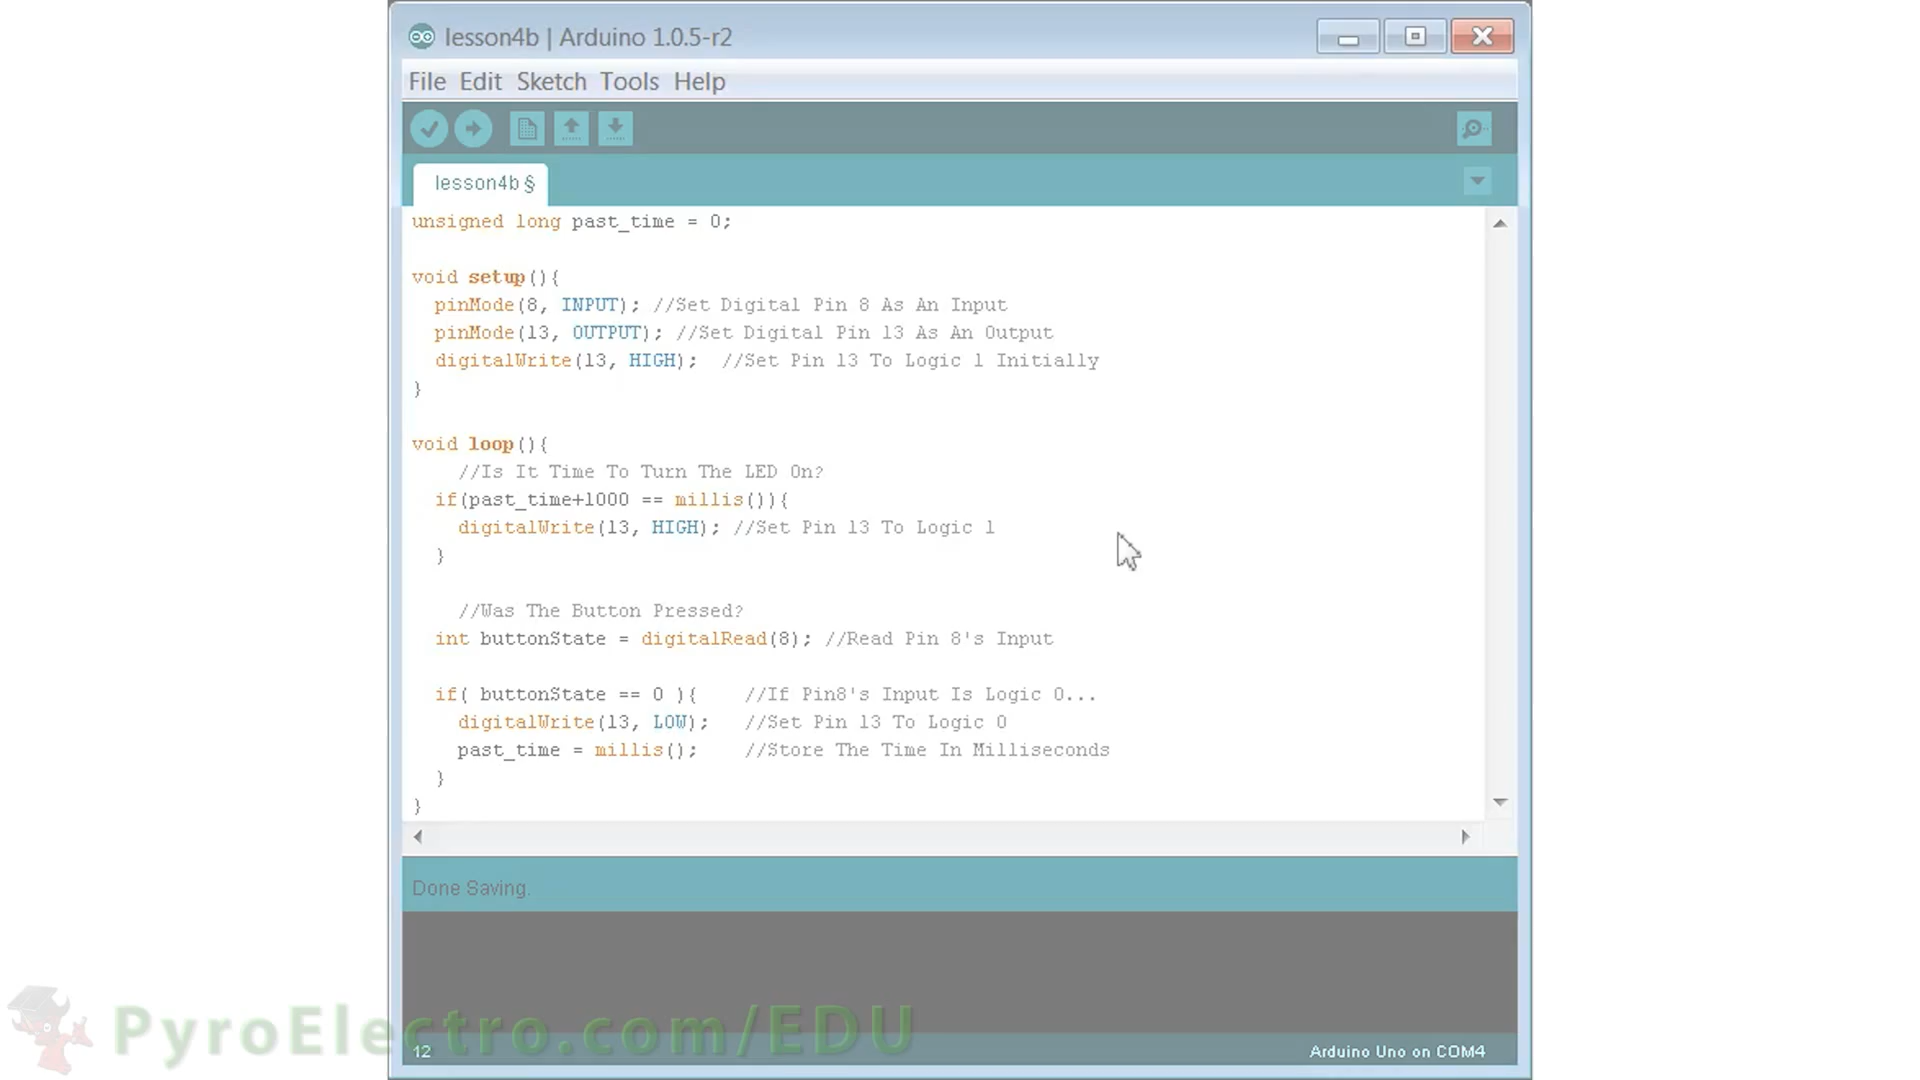 lesson4b | Arduino 1.0.5-r2
File Edit Sketch Tools Help
lesson4b §
unsigned long past_time = 0;
void setup(){
pinMode(8, INPUT); //Set Digital Pin 8 As An Input
pinMode(13, OUTPUT); //Set Digital Pin 13 As An Output
digitalWrite(13, HIGH); //Set Pin 13 To Logic 1 Initially
}
void loop(){
//Is It Time To Turn The LED On?
if(past_time+1000 == millis()){
digitalWrite(13, HIGH); //Set Pin 13 To Logic 1
}
//Was The Button Pressed?
int buttonState = digitalRead(8); //Read Pin 8's Input
if( buttonState == 0 ){ //If Pin8's Input Is Logic 0...
digitalWrite(13, LOW); //Set Pin 13 To Logic 0
past_time = millis(); //Store The Time In Milliseconds
}
}
Done Saving.
PyroElectro.com/EDU
12
Arduino Uno on COM4